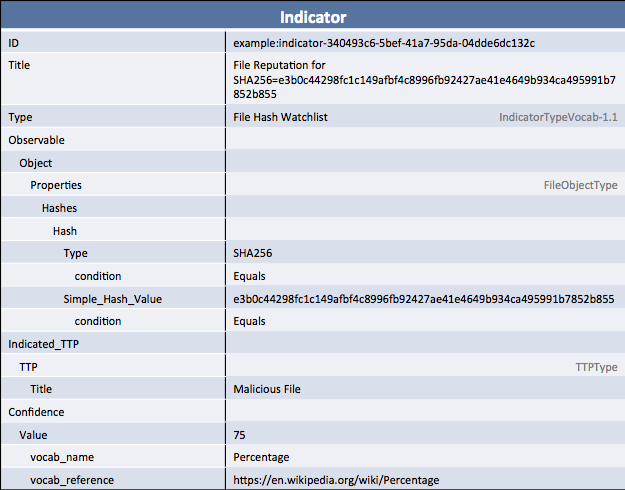 Indicator
ID example:indicator-340493c6-5bef-41a7-95da-04dde6dc132c
Title File Reputation for
SHA256=e3b0c44298fc1c149afbf4c8996fb92427ae41e4649b934ca495991b7
852b855
Type File Hash Watchlist IndicatorTypeVocab-1.1
Observable
Object
Properties FileObjectType
Hashes
Hash
Type SHA256
condition Equals
Simple_Hash_Value e3b0c44298fc1c149afbf4c8996fb92427ae41e4649b934ca495991b7852b855
condition Equals
Indicated_TTP
TTP TTPType
Title Malicious File
Confidence
Value 75
vocab_name Percentage
vocab_reference https://en.wikipedia.org/wiki/Percentage